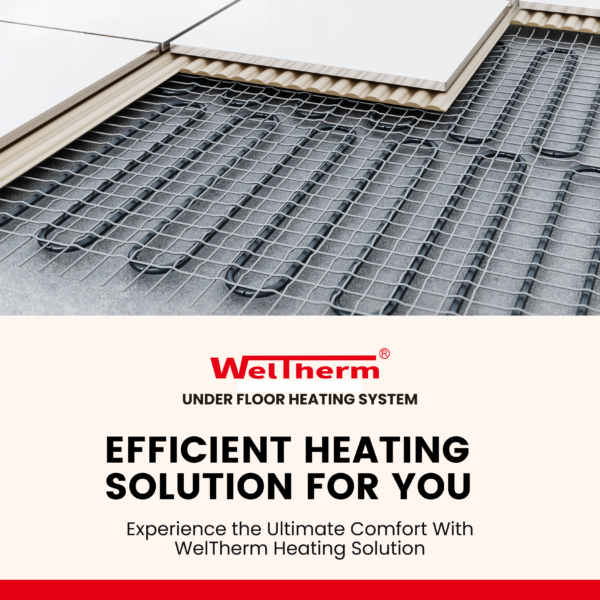 WelTherm®
UNDER FLOOR HEATING SYSTEM
EFFICIENT HEATING
SOLUTION FOR YOU
Experience the Ultimate Comfort With
WelTherm Heating Solution